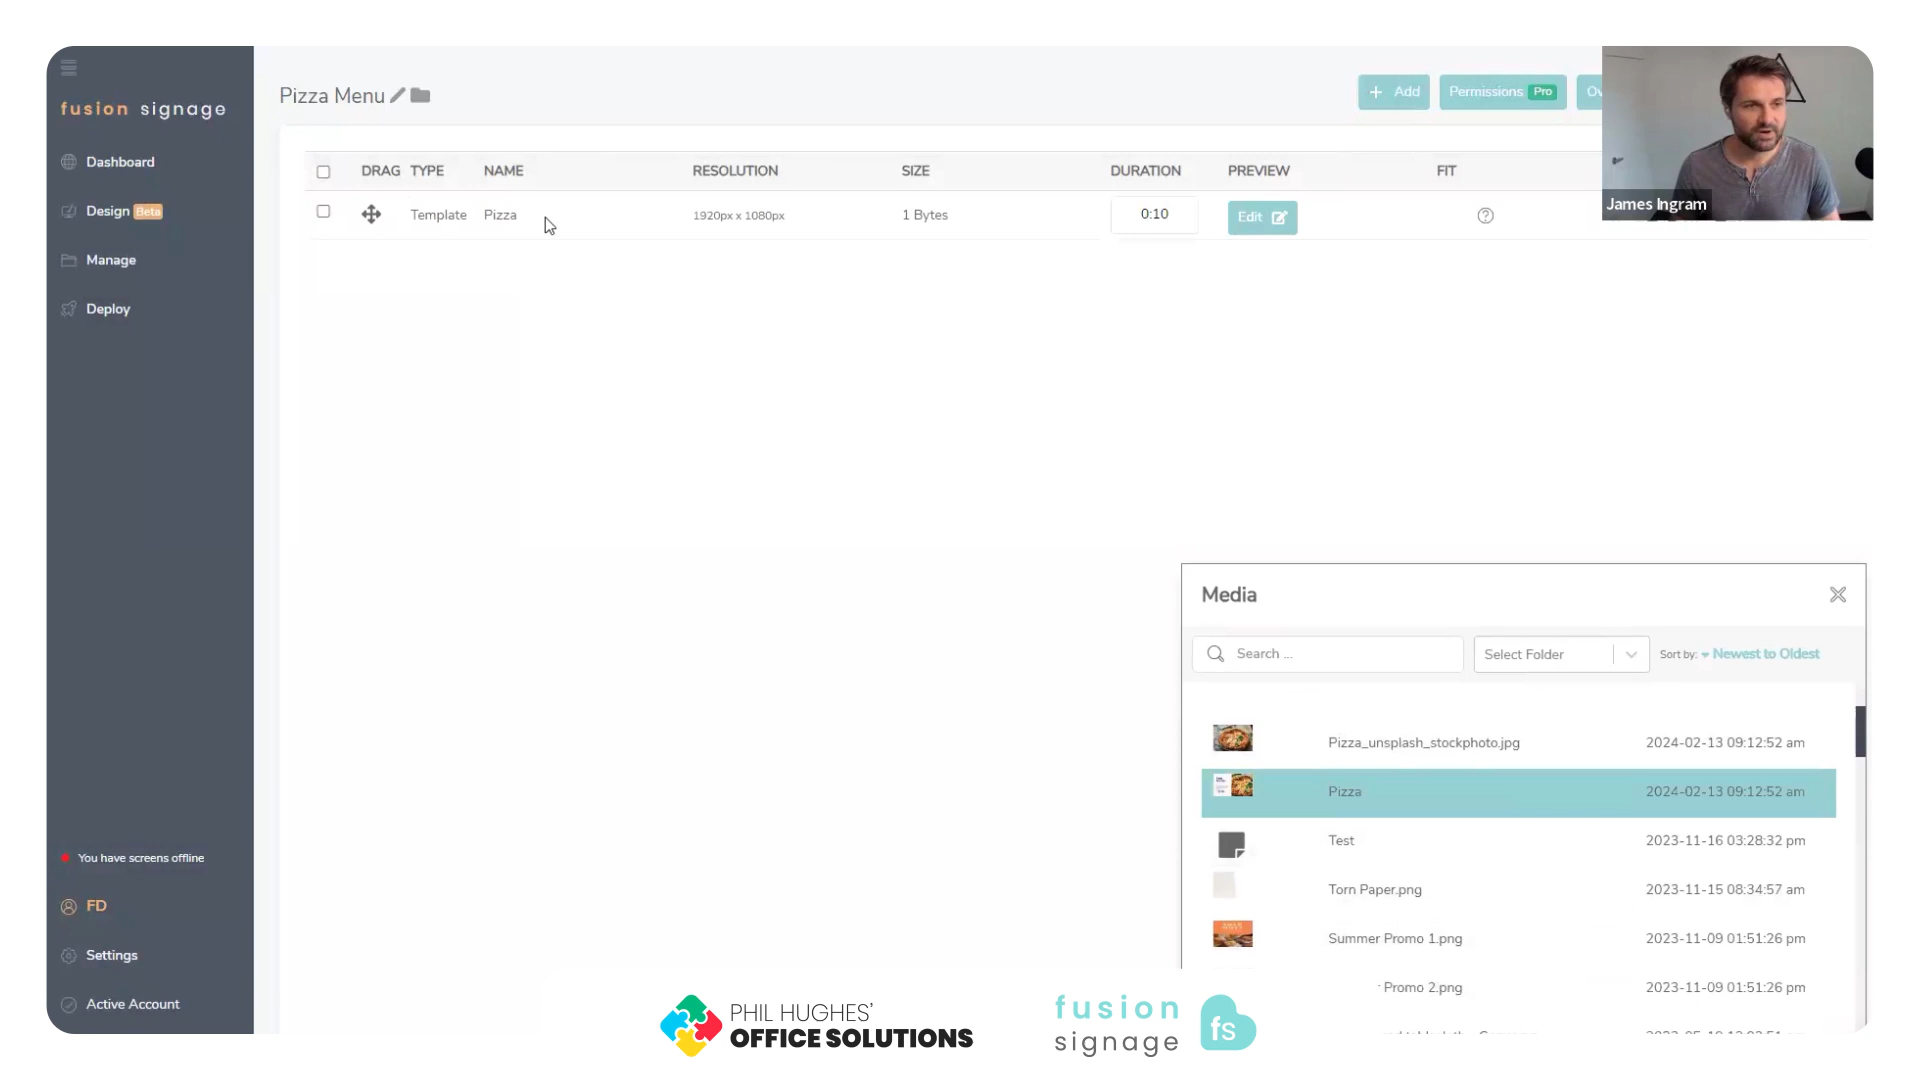 fusion signage
Dashboard
Design Beta
Manage
Deploy
You have screens offline
FD
Settings
Active Account
Pizza Menu
+ Add
Permissions Pro
DRAG TYPE NAME RESOLUTION SIZE DURATION PREVIEW FIT
Template Pizza 1920px x 1080px 1 Bytes 0:10 Edit
James Ingram
Media
Search ...
Select Folder
Sort by: Newest to Oldest
Pizza_unsplash_stockphoto.jpg 2024-02-13 09:12:52 am
Pizza 2024-02-13 09:12:52 am
Test 2023-11-16 03:28:32 pm
Torn Paper.png 2023-11-15 08:34:57 am
Summer Promo 1.png 2023-11-09 01:51:26 pm
Promo 2.png 2023-11-09 01:51:26 pm
PHIL HUGHES'
OFFICE SOLUTIONS
fusion
signage
fs